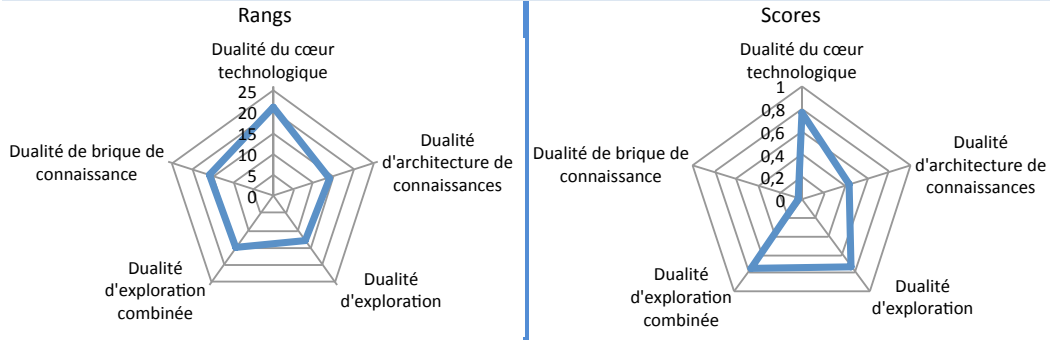 Rangs
Dualité du cœur
technologique
25
20
15
10
5
0
Dualité
d'architecture de
connaissances
Dualité
d'exploration
Dualité
d'exploration
combinée
Dualité de brique de
connaissance
Scores
Dualité du cœur
technologique
1
0,8
0,6
0,4
0,2
0
Dualité
d'architecture de
connaissances
Dualité
d'exploration
Dualité
d'exploration
combinée
Dualité de brique de
connaissance